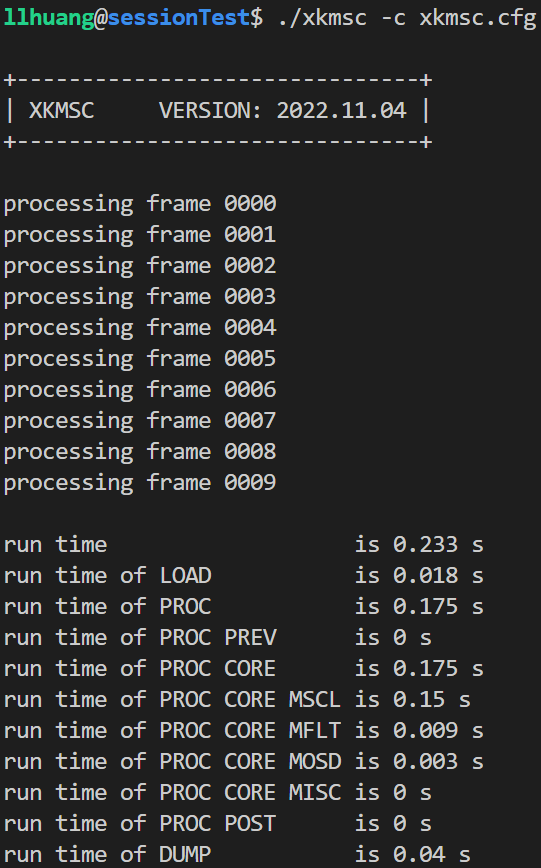 llhuang@sessionTest$ ./xkmsc -c xkmsc.cfg
+-------------------------------+
| XKMSC     VERSION: 2022.11.04 |
+-------------------------------+
processing frame 0000
processing frame 0001
processing frame 0002
processing frame 0003
processing frame 0004
processing frame 0005
processing frame 0006
processing frame 0007
processing frame 0008
processing frame 0009
run time                   is 0.233 s
run time of LOAD           is 0.018 s
run time of PROC           is 0.175 s
run time of PROC PREV      is 0 s
run time of PROC CORE      is 0.175 s
run time of PROC CORE MSCL is 0.15 s
run time of PROC CORE MFLT is 0.009 s
run time of PROC CORE MOSD is 0.003 s
run time of PROC CORE MISC is 0 s
run time of PROC POST      is 0 s
run time of DUMP           is 0.04 s